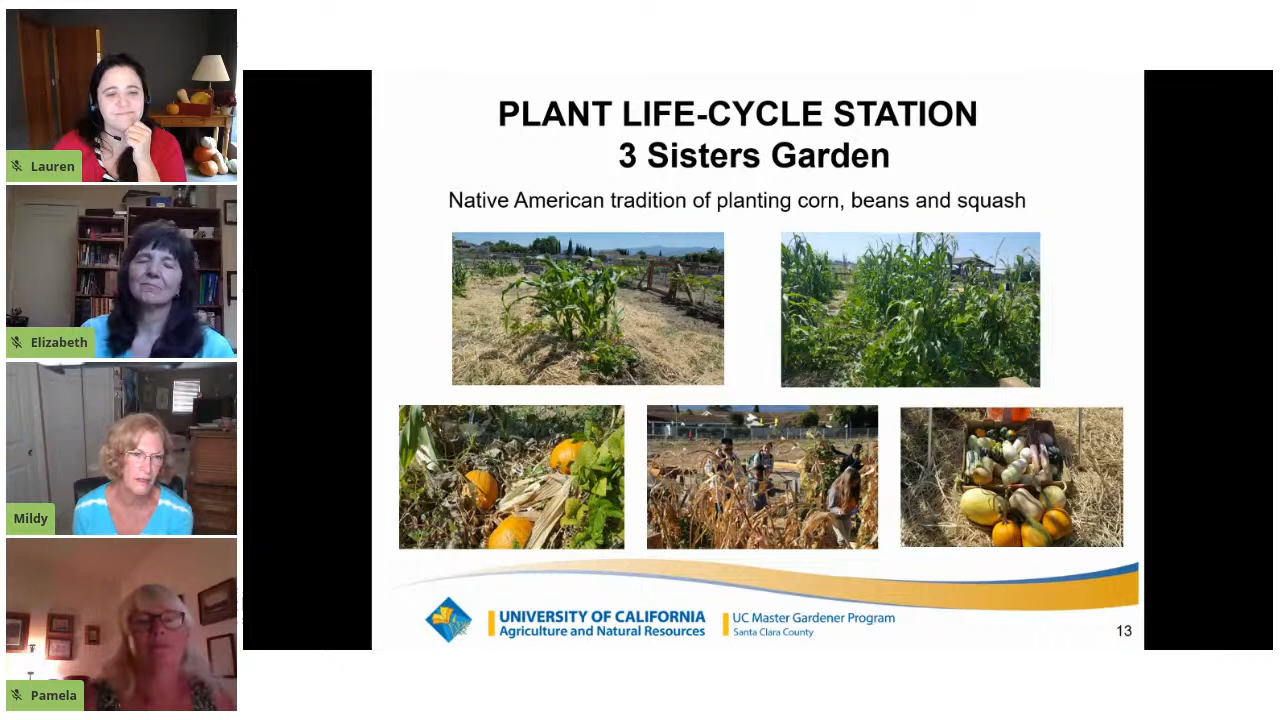 Lauren
Elizabeth
Mildy
Pamela
PLANT LIFE-CYCLE STATION
3 Sisters Garden
Native American tradition of planting corn, beans and squash
UNIVERSITY OF CALIFORNIA
Agriculture and Natural Resources
UC Master Gardener Program
Santa Clara County
13